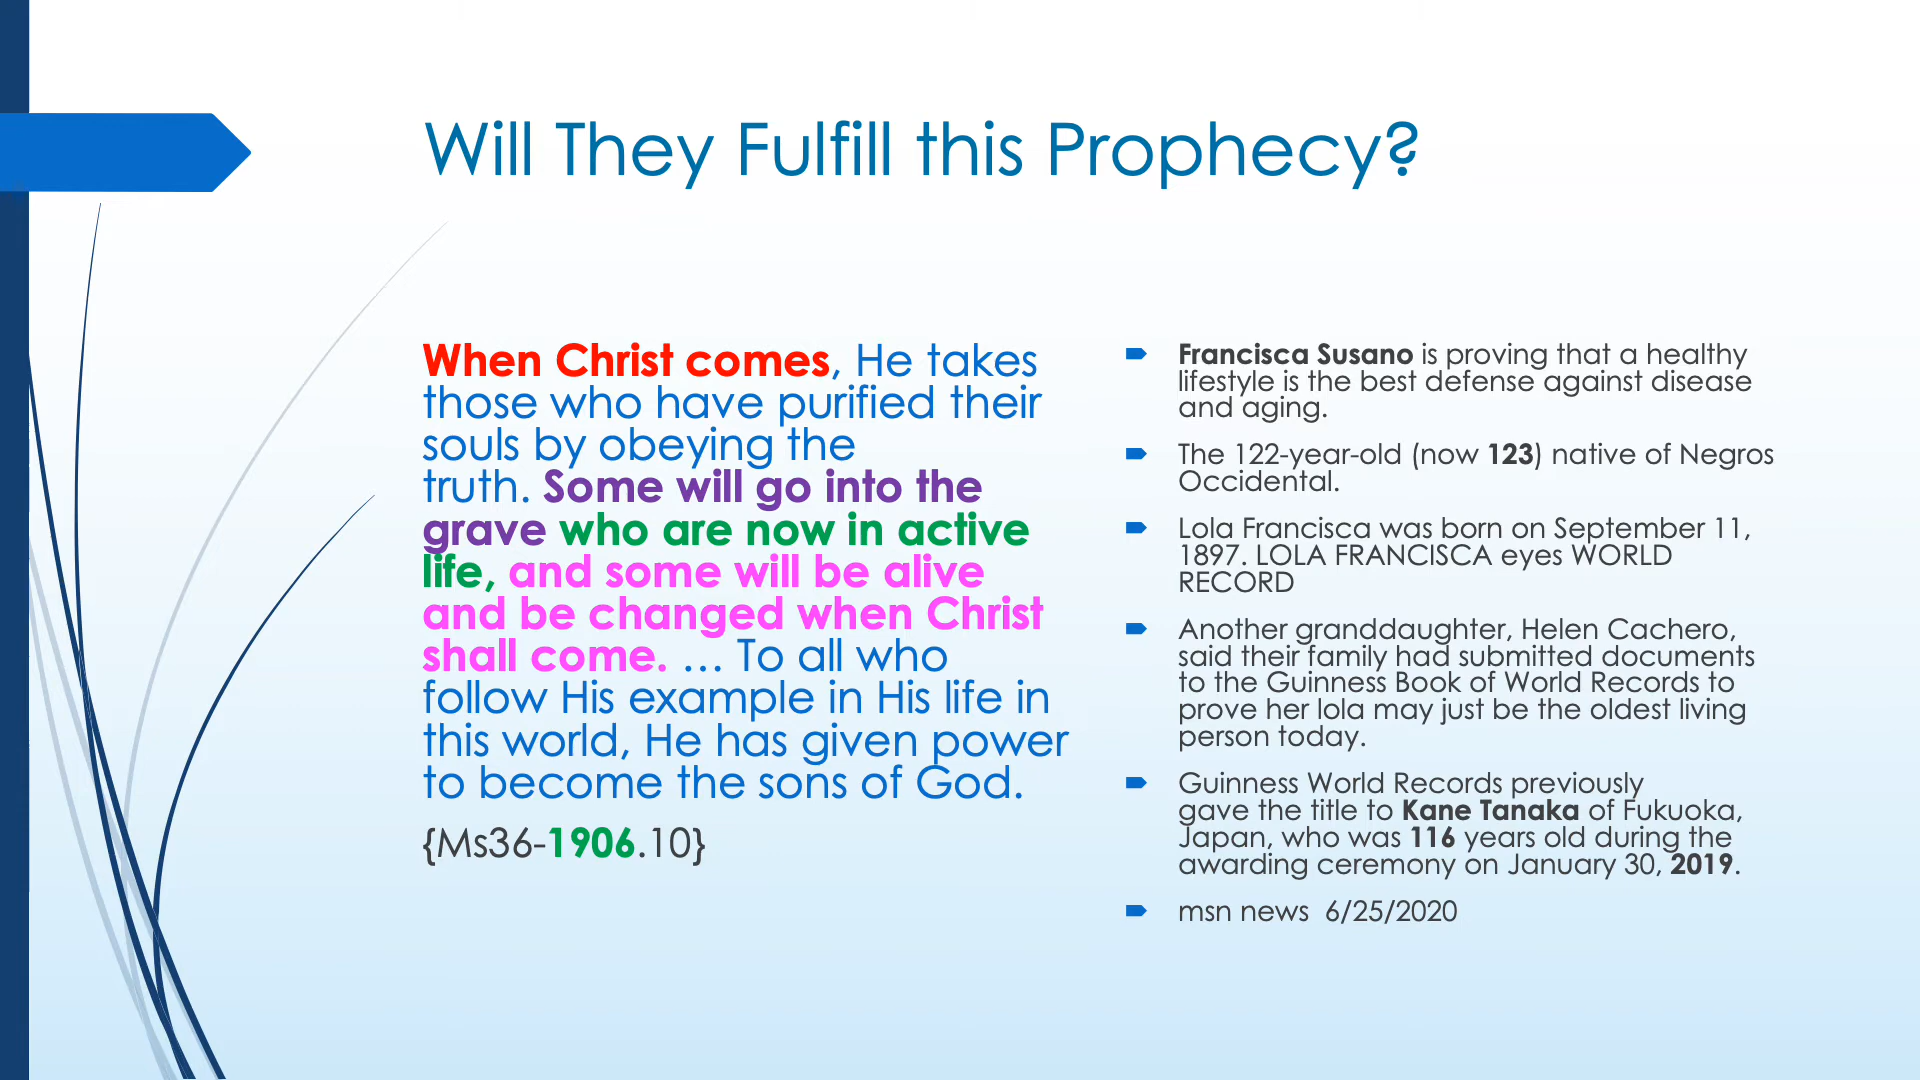 Will They Fulfill this Prophecy?
When Christ comes, He takes
those who have purified their
souls by obeying the
truth. Some will go into the
grave who are now in active
life, and some will be alive
and be changed when Christ
shall come. … To all who
follow His example in His life in
this world, He has given power
to become the sons of God.
{Ms36-1906.10}
Francisca Susano is proving that a healthy
lifestyle is the best defense against disease
and aging.
The 122-year-old (now 123) native of Negros
Occidental.
Lola Francisca was born on September 11,
1897. LOLA FRANCISCA eyes WORLD
RECORD
Another granddaughter, Helen Cachero,
said their family had submitted documents
to the Guinness Book of World Records to
prove her lola may just be the oldest living
person today.
Guinness World Records previously
gave the title to Kane Tanaka of Fukuoka,
Japan, who was 116 years old during the
awarding ceremony on January 30, 2019.
msn news 6/25/2020